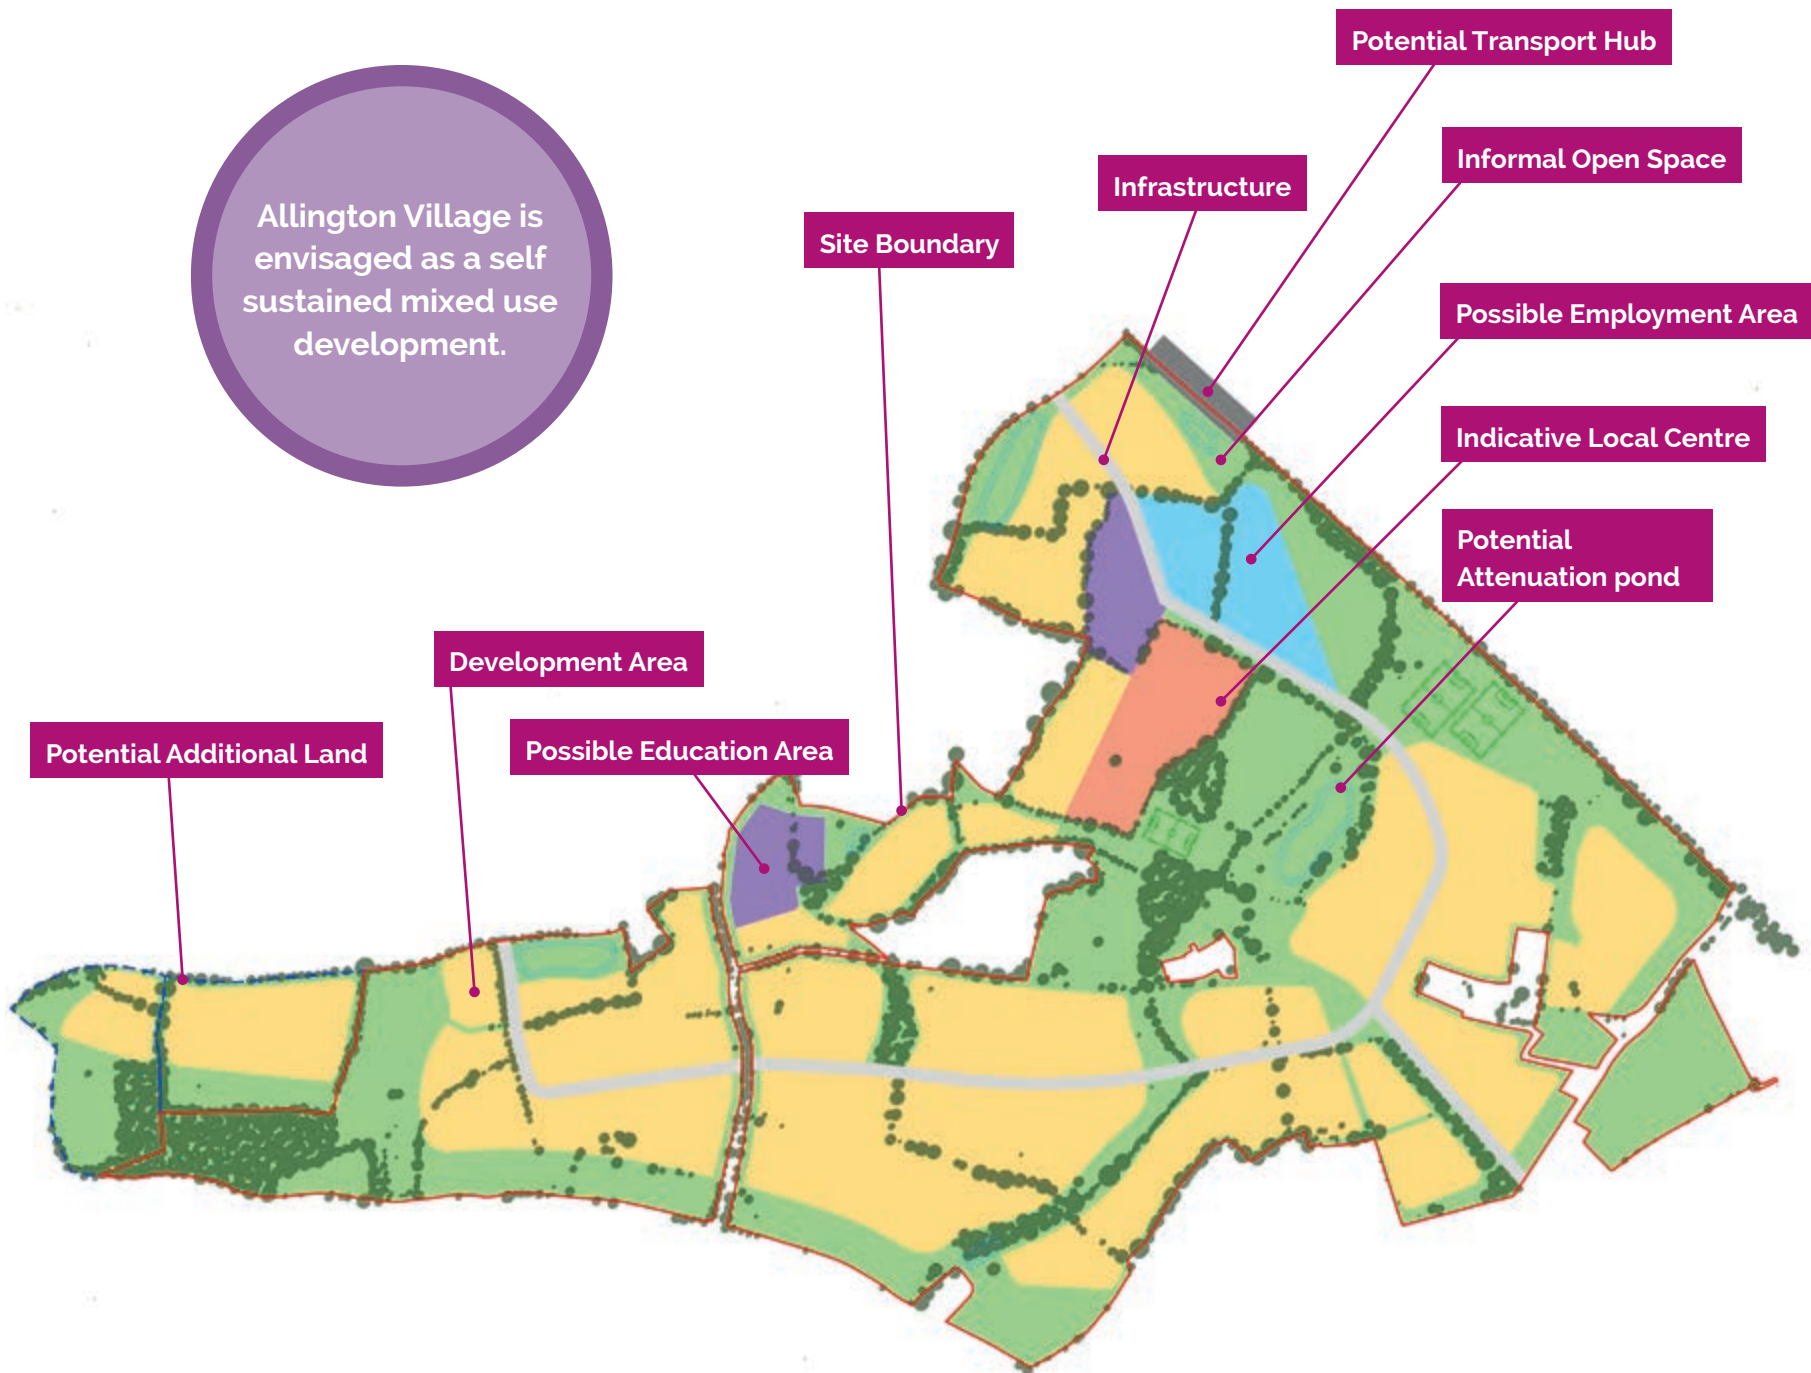 Potential Transport Hub
Informal Open Space
Infrastructure
Allington Village is
envisaged as a self
sustained mixed use
development.
Site Boundary
Possible Employment Area
Indicative Local Centre
Potential
Attenuation pond
Development Area
Possible Education Area
Potential Additional Land